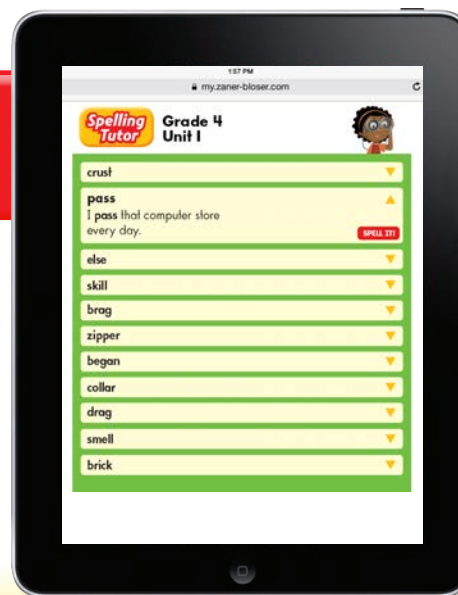 1:57 PM
my.zaner-bloser.com
Spelling
Tutor
Grade 4
Unit 1
crust
pass
I pass that computer store
every day.
SPELL IT!
else
skill
brag
zipper
began
collar
drag
smell
brick